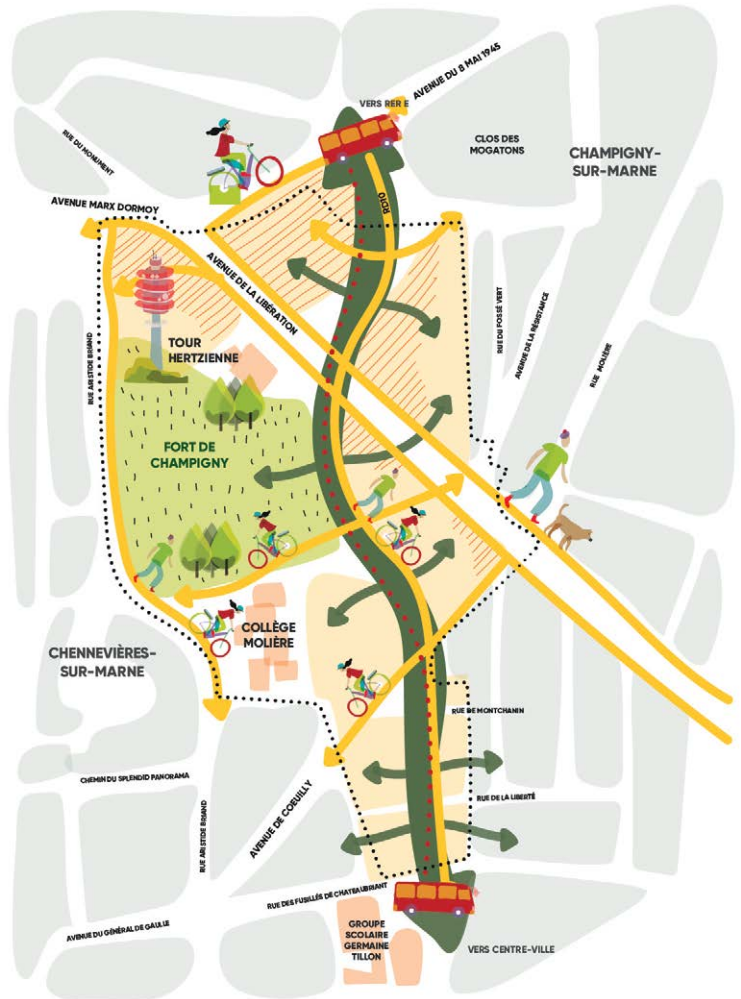 AVENUE DU 8 MAI 1945
VERS RER E
RUE DU MONUMENT
CLOS DES
MOGATONS
CHAMPIGNY-
SUR-MARNE
AVENUE MARX DORMOY
RD10
AVENUE DE LA LIBÉRATION
TOUR
HERTZIENNE
RUE ARISTIDE BRIAND
RUE DU FOSSÉ VERT
AVENUE DE LA RÉSISTANCE
RUE MOLIÈRE
FORT DE
CHAMPIGNY
COLLÈGE
MOLIÈRE
CHENNEVIÈRES-
SUR-MARNE
RUE DE MONTCHANIN
CHEMIN DU SPLENDID PANORAMA
RUE DE LA LIBERTÉ
RUE ARISTIDE BRIAND
AVENUE DE COEUILLY
RUE DES FUSILLÉS DE CHATEAUBRIANT
AVENUE DU GÉNÉRAL DE GAULLE
GROUPE
SCOLAIRE
GERMAINE
TILLON
VERS CENTRE-VILLE